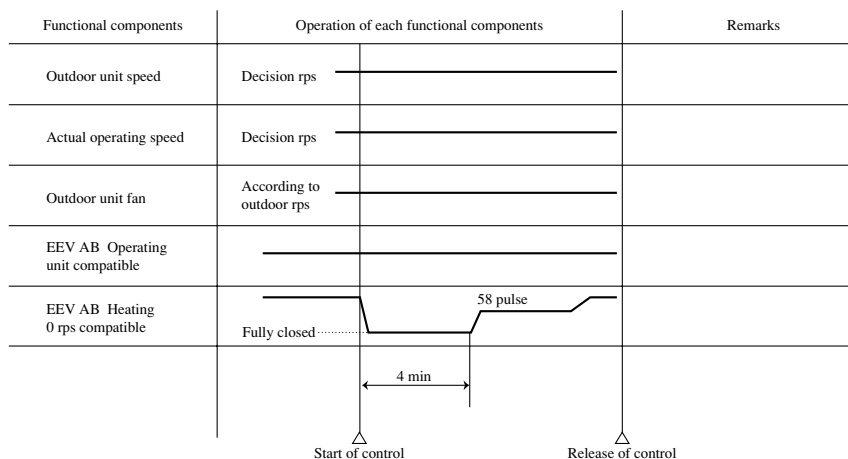 Functional components
Operation of each functional components
Remarks
Outdoor unit speed
Decision rps
Actual operating speed
Decision rps
Outdoor unit fan
According to
outdoor rps
EEV AB Operating
unit compatible
EEV AB Heating
0 rps compatible
58 pulse
Fully closed
4 min
Start of control
Release of control